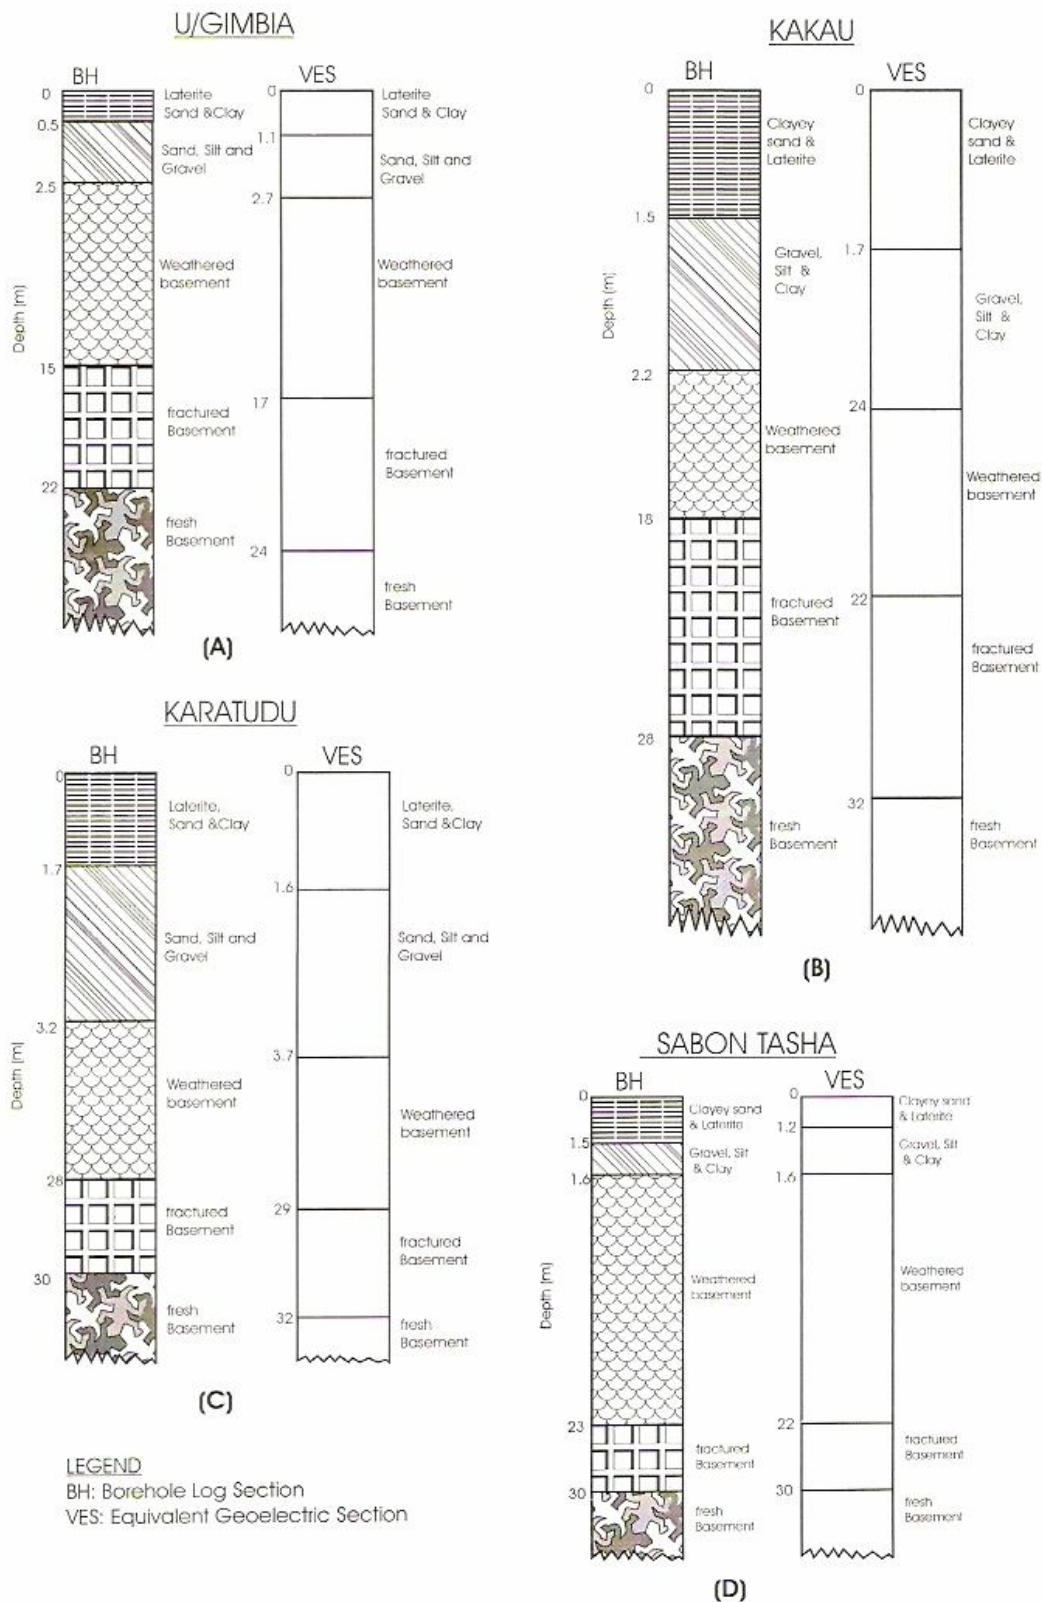 U/GIMBIA
BH
VES
0
Laterite
Sand &Clay
0.5
Sand, Silt and
Gravel
2.5
Weathered
basement
Depth (m)
15
fractured
Basement
22
fresh
Basement
0
Laterite
Sand & Clay
1.1
Sand, Silt and
Gravel
2.7
Weathered
basement
17
fractured
Basement
24
fresh
Basement
(A)
KAKAU
BH
VES
0
Clayey
sand &
Laterite
1.5
Gravel,
Silt &
Clay
Depth (m)
2.2
Weathered
basement
18
fractured
Basement
28
fresh
Basement
0
Clayey
sand &
Laterite
1.7
Gravel,
Silt &
Clay
24
Weathered
basement
22
fractured
Basement
32
fresh
Basement
(B)
KARATUDU
BH
VES
0
Laterite,
Sand &Clay
1.7
Sand, Silt and
Gravel
3.2
Depth (m)
Weathered
basement
28
fractured
Basement
30
fresh
Basement
0
Laterite,
Sand &Clay
1.6
Sand, Silt and
Gravel
3.7
Weathered
basement
29
fractured
Basement
32
fresh
Basement
(C)
SABON TASHA
BH
VES
0
Clayey sand
& Laterite
1.5
Gravel, Silt
& Clay
1.6
Depth (m)
Weathered
basement
23
fractured
Basement
30
fresh
Basement
0
Clayey sand
& Laterite
1.2
Gravel, Silt
& Clay
1.6
Weathered
basement
22
fractured
Basement
30
fresh
Basement
(D)
LEGEND
BH: Borehole Log Section
VES: Equivalent Geoelectric Section